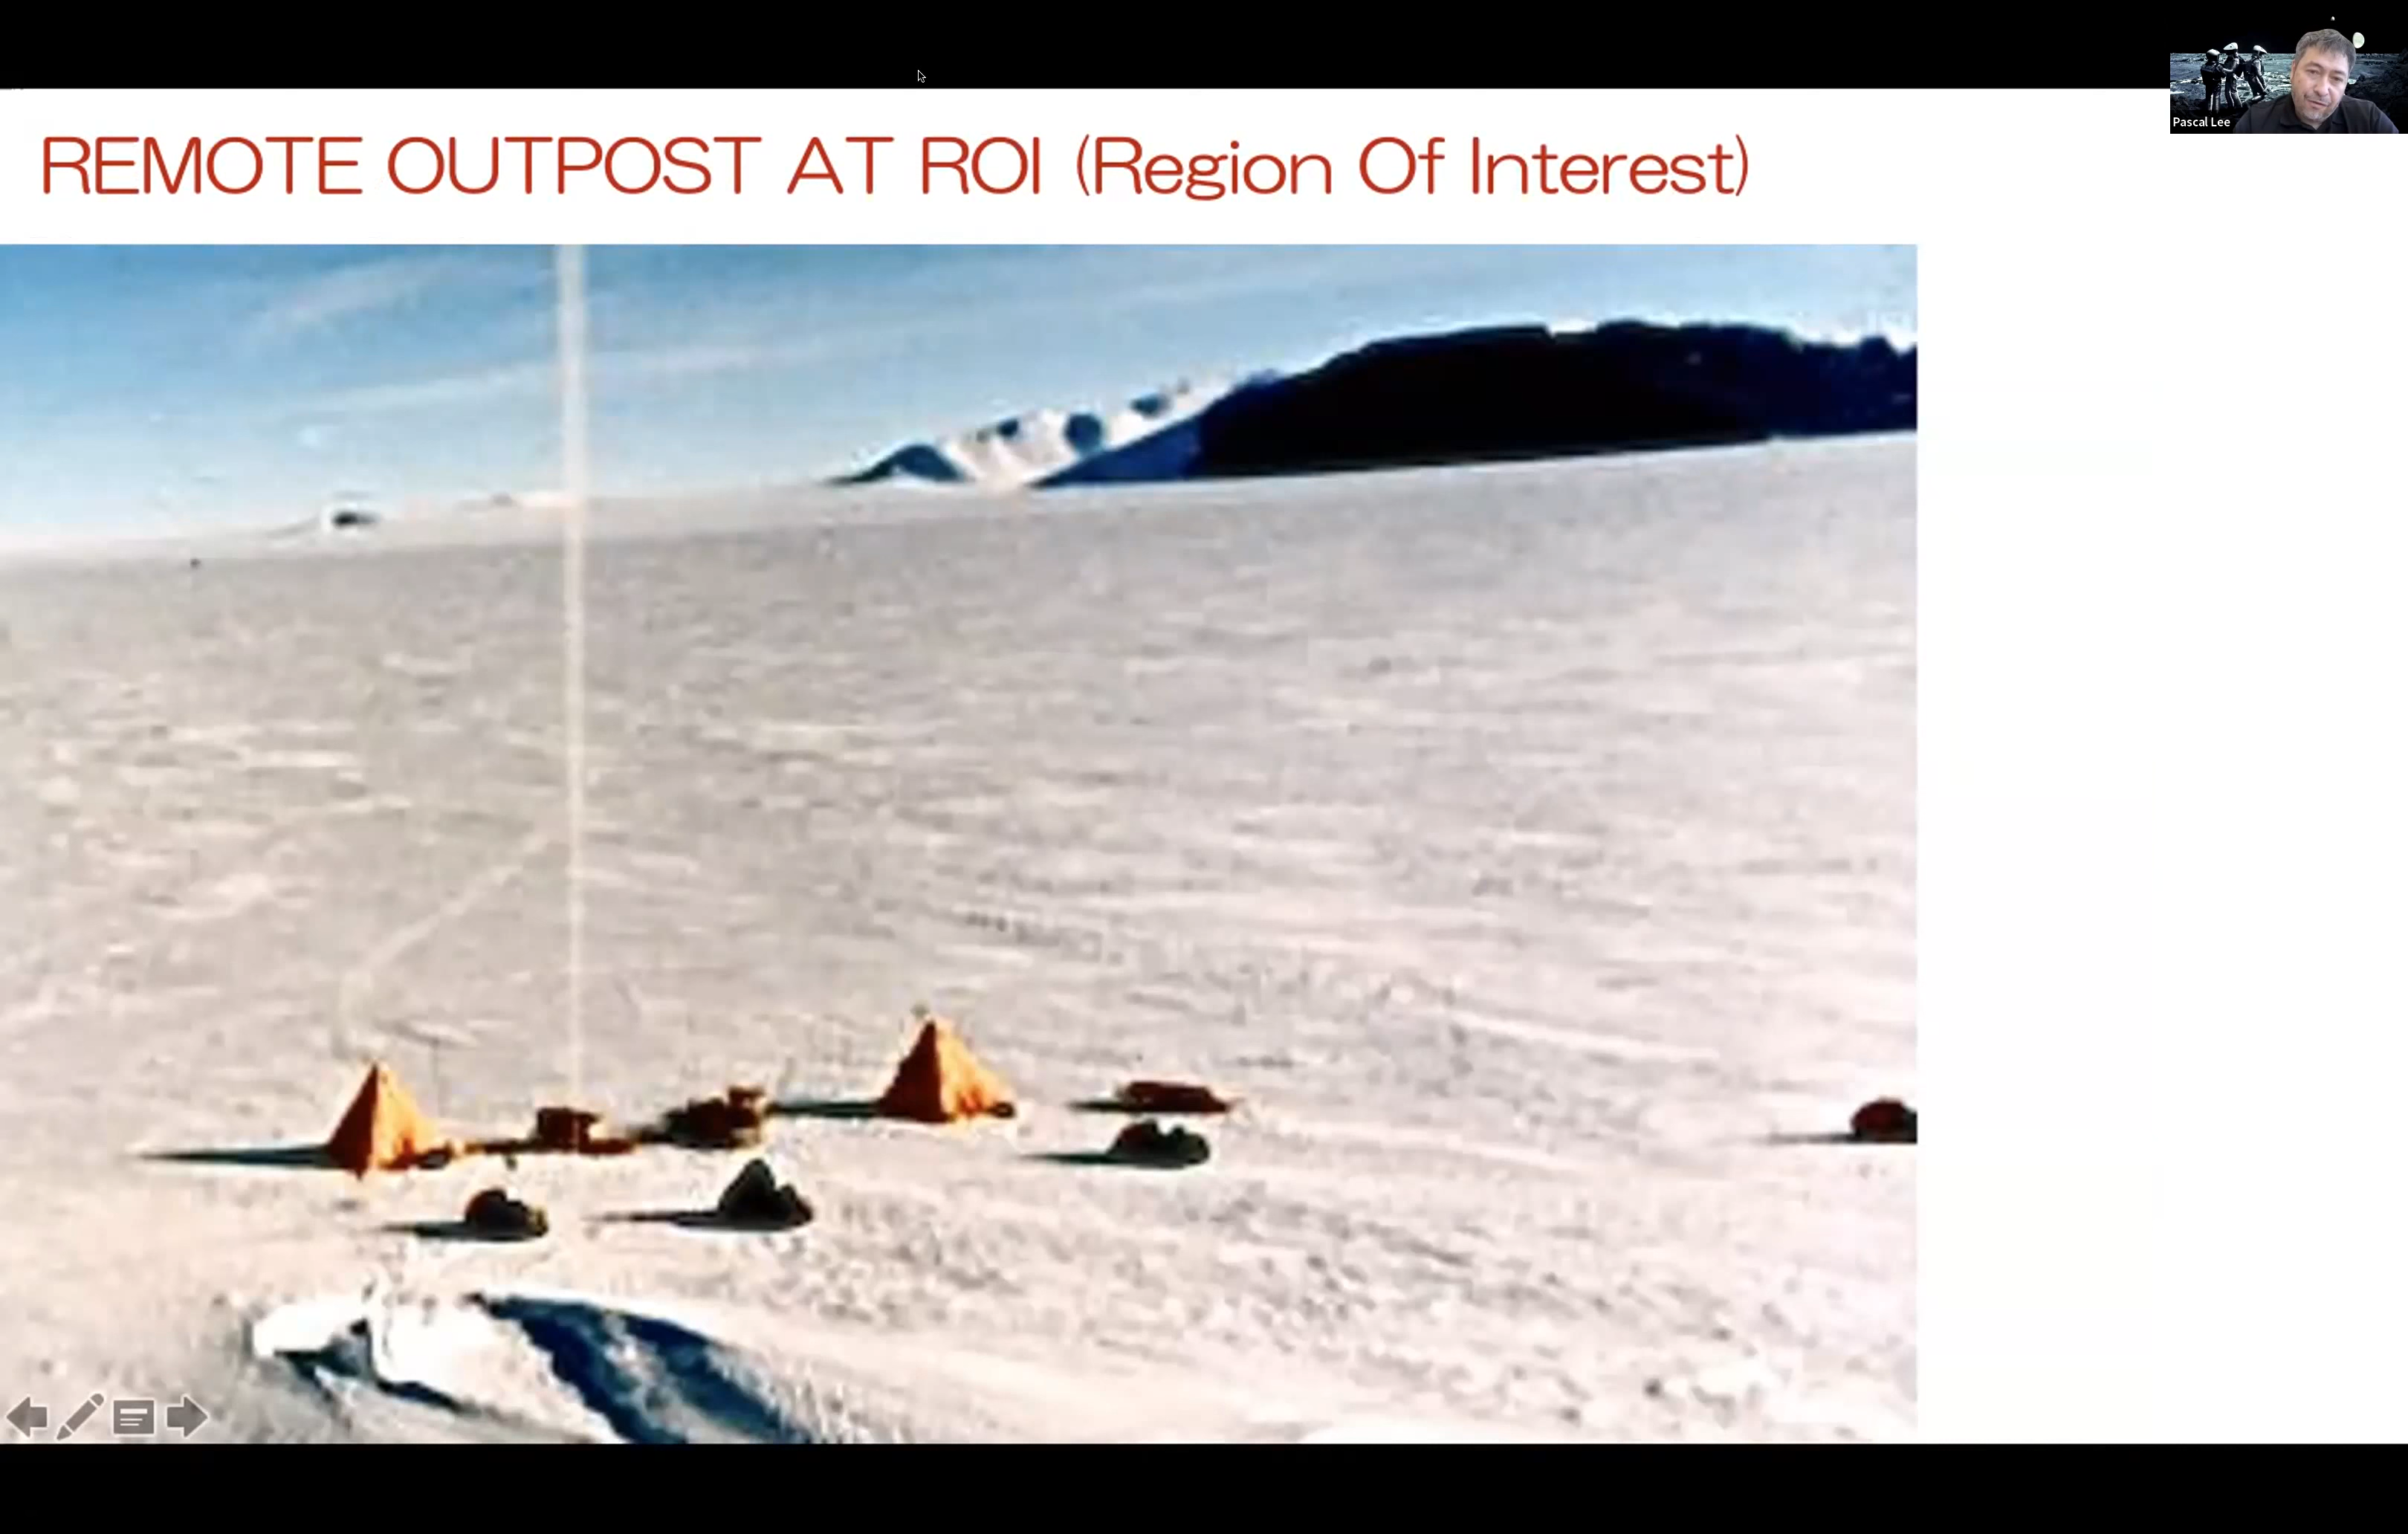 Pascal Lee
REMOTE OUTPOST AT ROI (Region Of Interest)